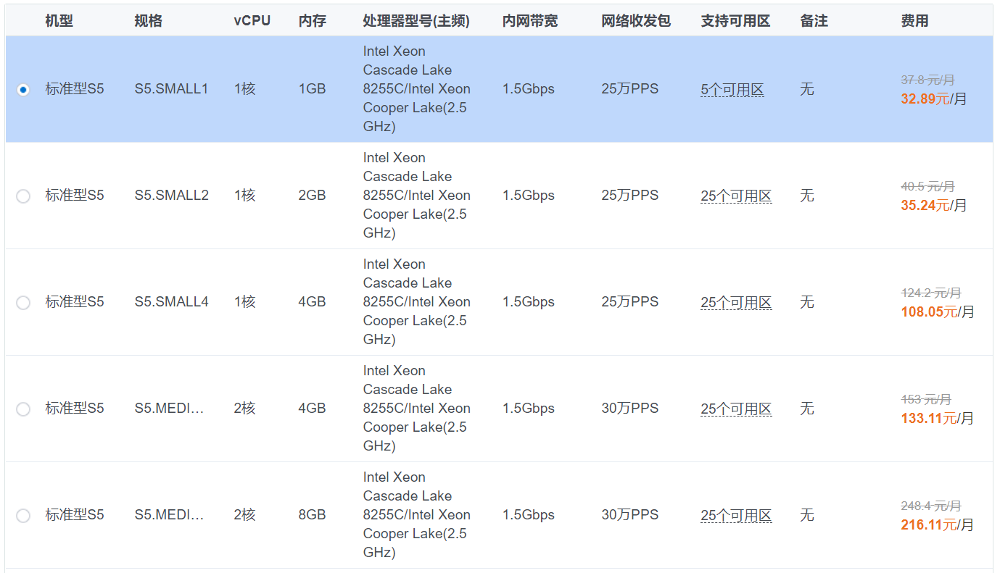 机型 规格 vCPU 内存 处理器型号(主频) 内网带宽 网络收发包 支持可用区 备注 费用
Intel Xeon
Cascade Lake
37.8 元/月
标准型S5 S5.SMALL1 1核 1GB 8255C/Intel Xeon 1.5Gbps 25万PPS 5个可用区 无
32.89元/月
Cooper Lake(2.5
GHz)
Intel Xeon
Cascade Lake
40.5 元/月
标准型S5 S5.SMALL2 1核 2GB 8255C/Intel Xeon 1.5Gbps 25万PPS 25个可用区 无
35.24元/月
Cooper Lake(2.5
GHz)
Intel Xeon
Cascade Lake
124.2 元/月
标准型S5 S5.SMALL4 1核 4GB 8255C/Intel Xeon 1.5Gbps 25万PPS 25个可用区 无
108.05元/月
Cooper Lake(2.5
GHz)
Intel Xeon
Cascade Lake
153 元/月
标准型S5 S5.MEDI... 2核 4GB 8255C/Intel Xeon 1.5Gbps 30万PPS 25个可用区 无
133.11元/月
Cooper Lake(2.5
GHz)
Intel Xeon
Cascade Lake
248.4 元/月
标准型S5 S5.MEDI... 2核 8GB 8255C/Intel Xeon 1.5Gbps 30万PPS 25个可用区 无
216.11元/月
Cooper Lake(2.5
GHz)